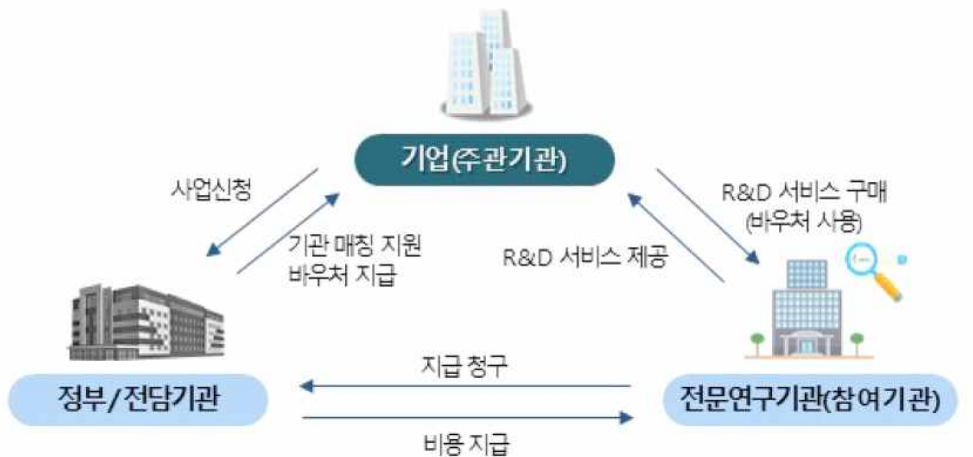 기업(주관기관)
사업신청
기관 매칭 지원
바우처 지급
R&D 서비스 구매
(바우처 사용)
R&D 서비스 제공
정부/전담기관
지급 청구
비용 지급
전문연구기관(참여기관)